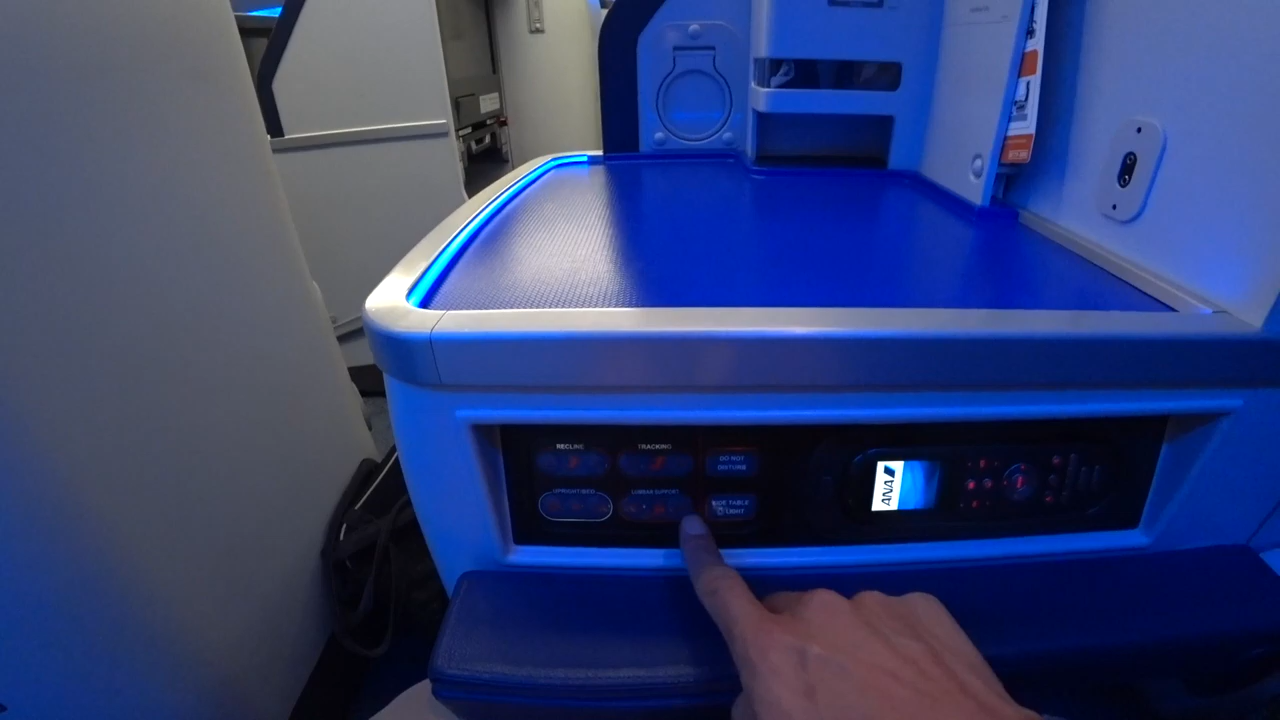 RECLINE
TRACKING
DO NOT
DISTURB
UPRIGHT/BED
LUMBAR SUPPORT
SIDE TABLE
LIGHT
ANA